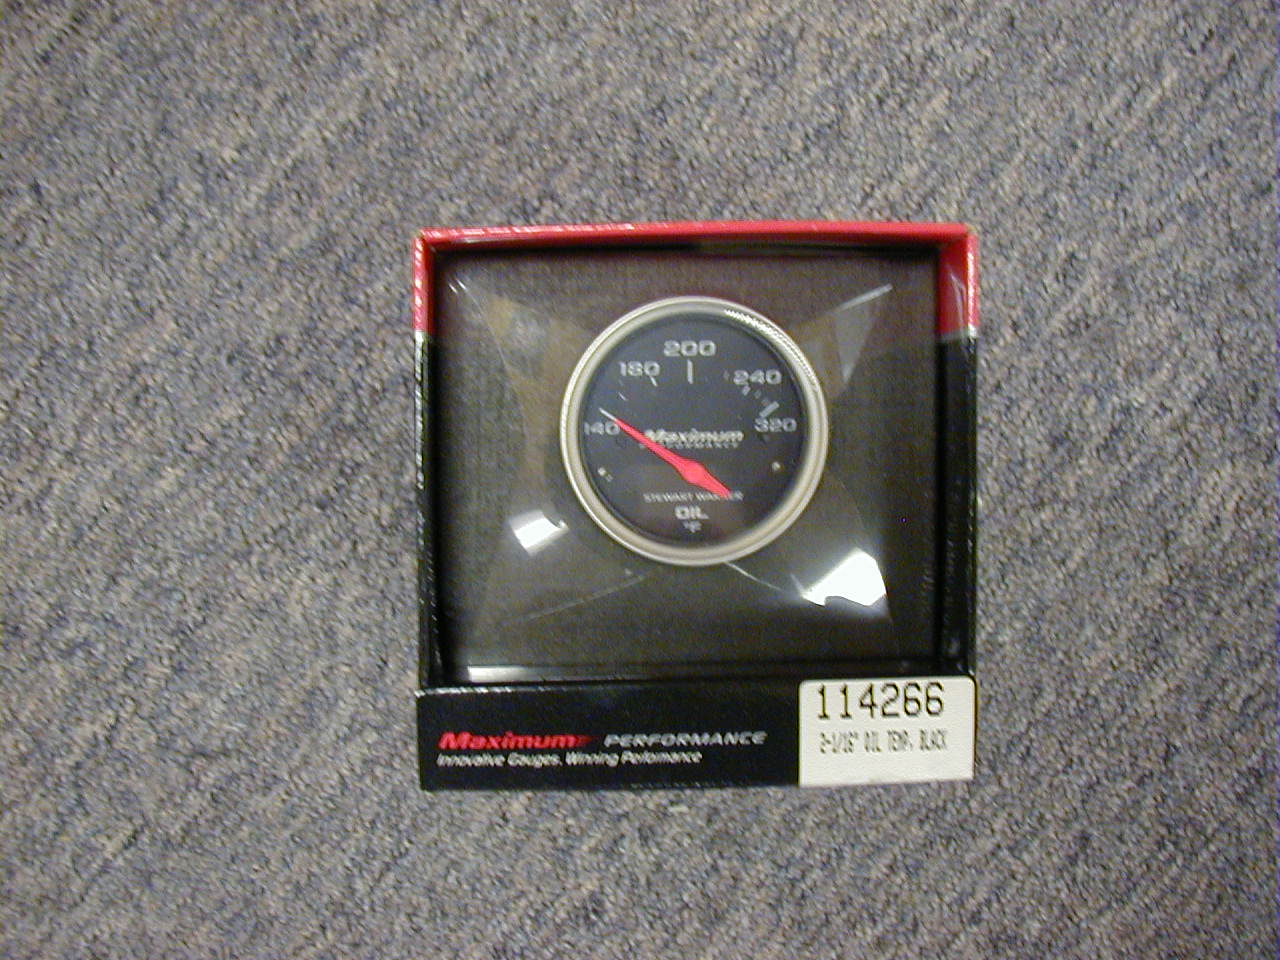 200
180
240
140
320
Maximum
PERFORMANCE
STEWART WARNER
OIL
°F
114266
2-1/16" OIL TEMP, BLACK
Maximum PERFORMANCE
Innovative Gauges, Winning Performance